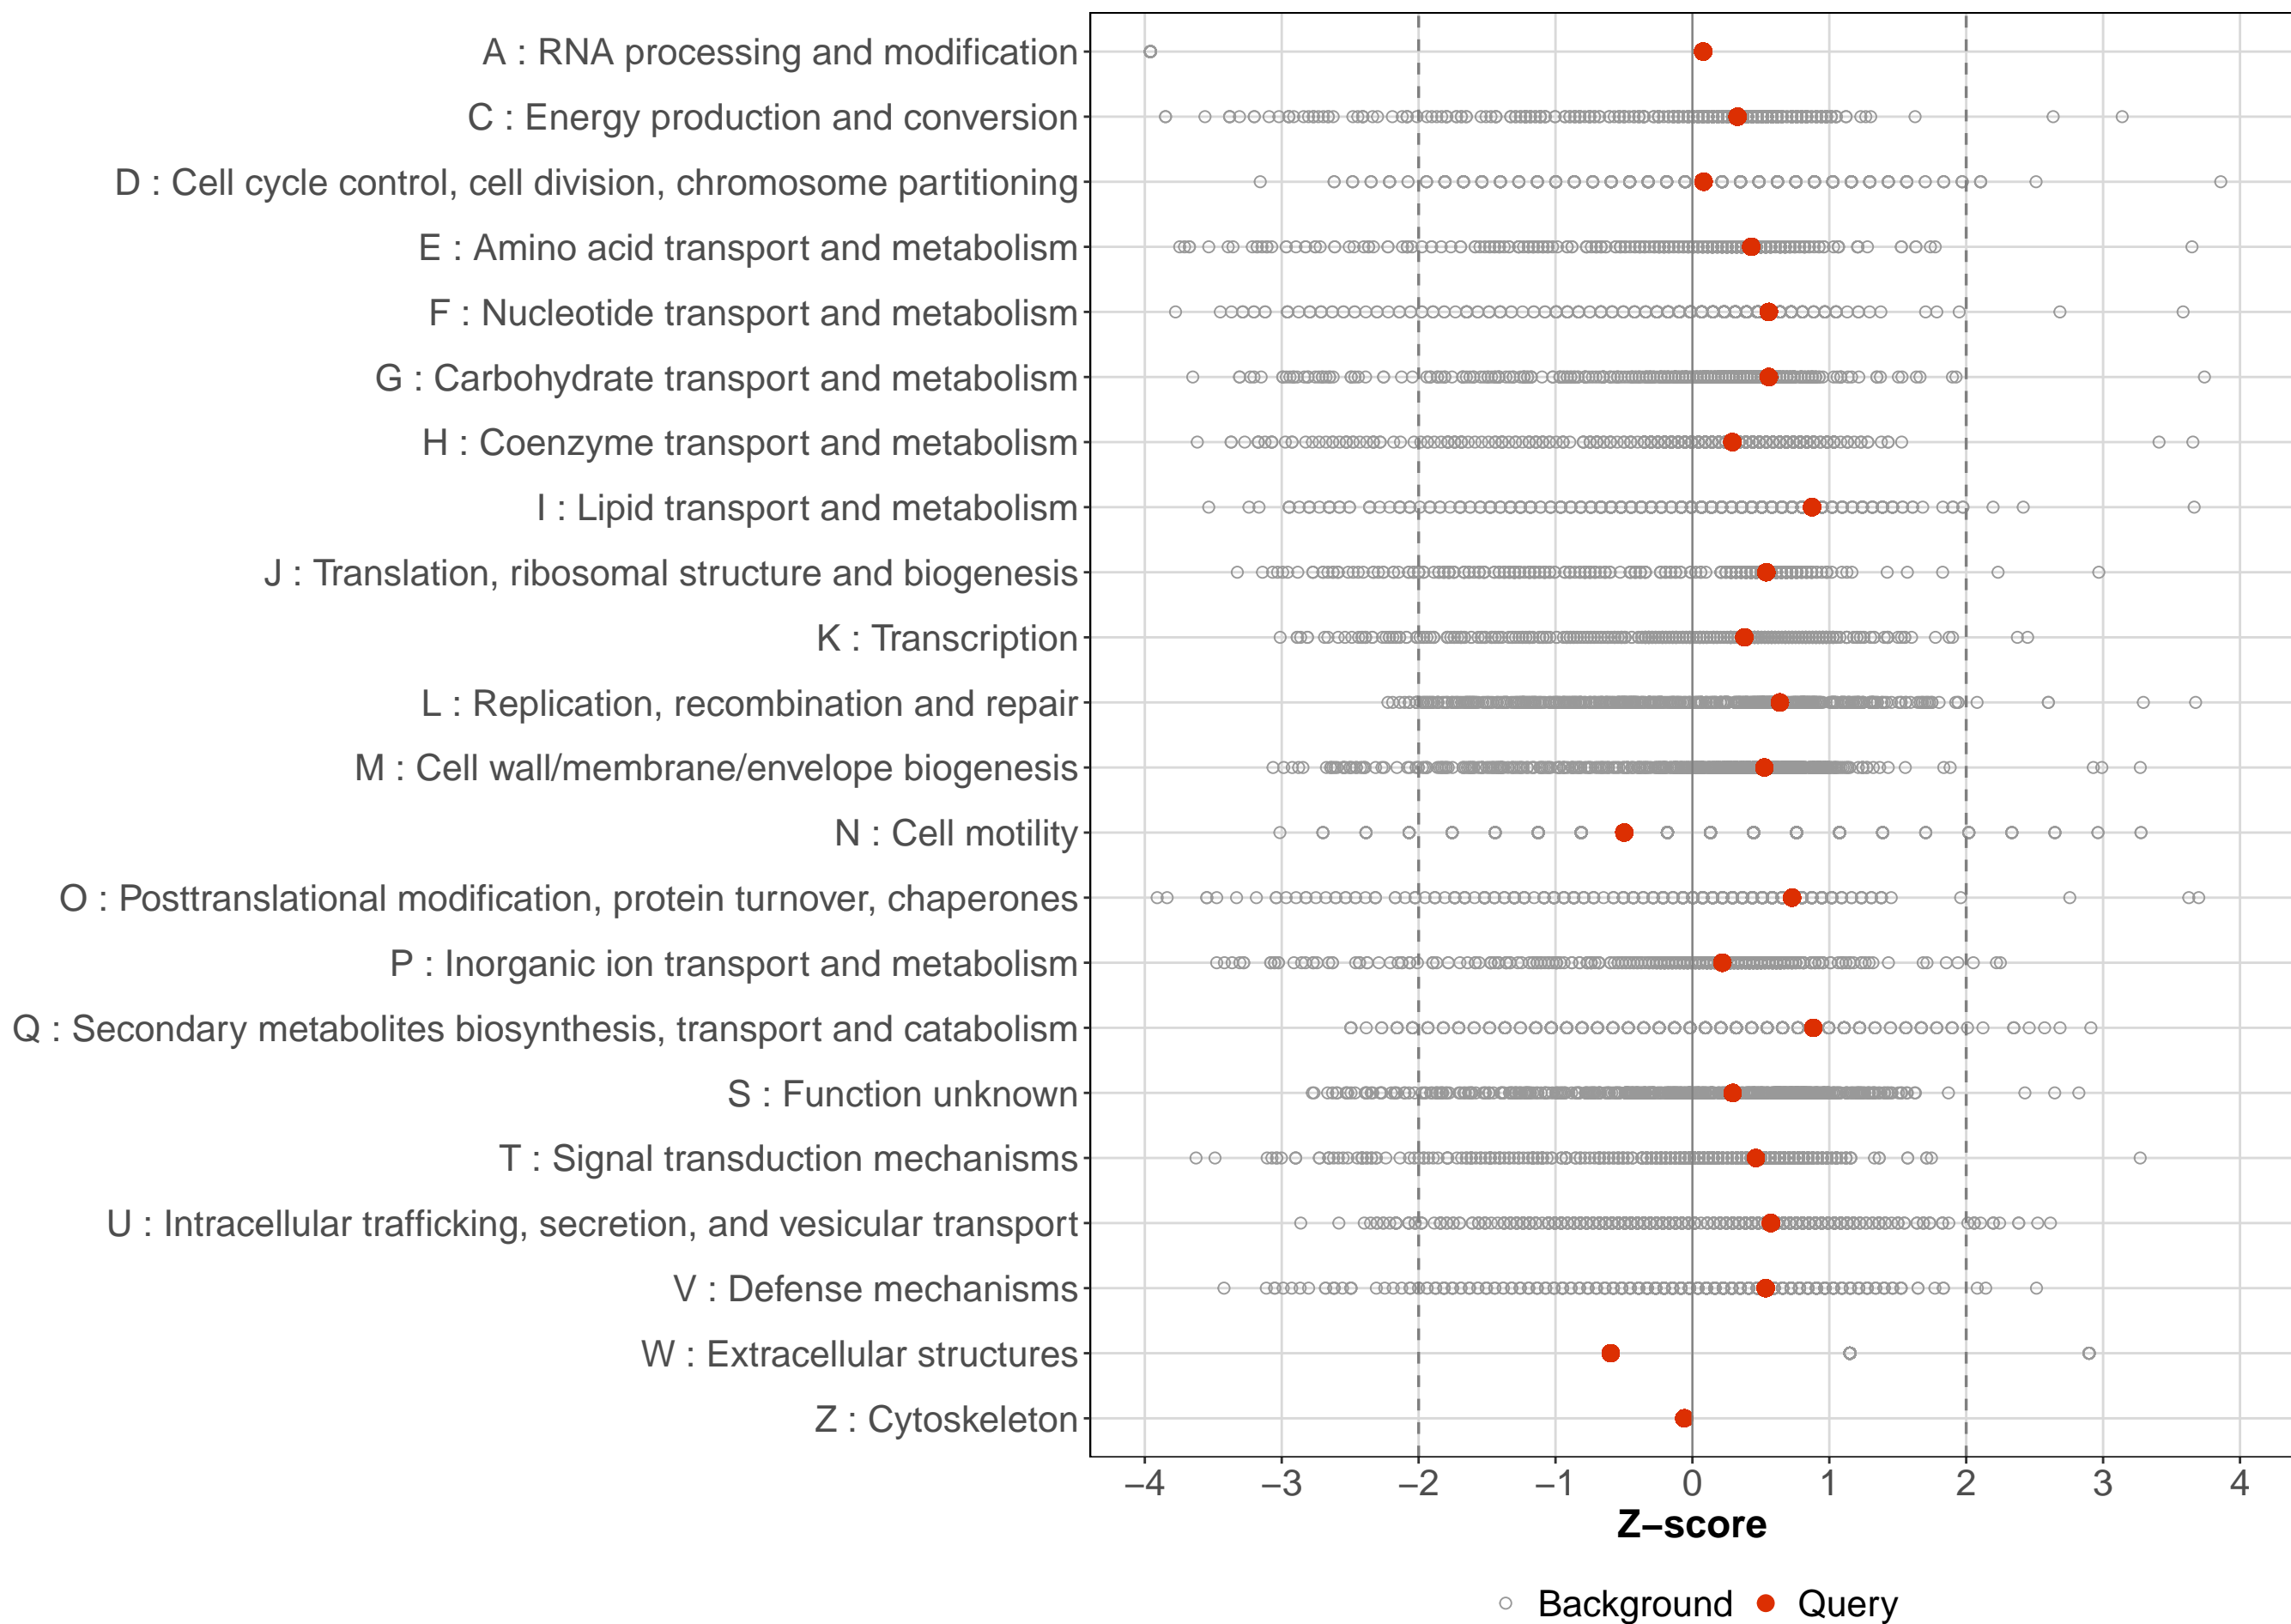 A : RNA processing and modification
C : Energy production and conversion
D : Cell cycle control, cell division, chromosome partitioning
E : Amino acid transport and metabolism
F : Nucleotide transport and metabolism
G : Carbohydrate transport and metabolism
H : Coenzyme transport and metabolism
I : Lipid transport and metabolism
J : Translation, ribosomal structure and biogenesis
K : Transcription
L : Replication, recombination and repair
M : Cell wall/membrane/envelope biogenesis
N : Cell motility
O : Posttranslational modification, protein turnover, chaperones
P : Inorganic ion transport and metabolism
Q : Secondary metabolites biosynthesis, transport and catabolism
S : Function unknown
T : Signal transduction mechanisms
U : Intracellular trafficking, secretion, and vesicular transport
V : Defense mechanisms
W : Extracellular structures
Z : Cytoskeleton
−4 −3 −2 −1 0 1 2 3 4
Z−score
Background Query